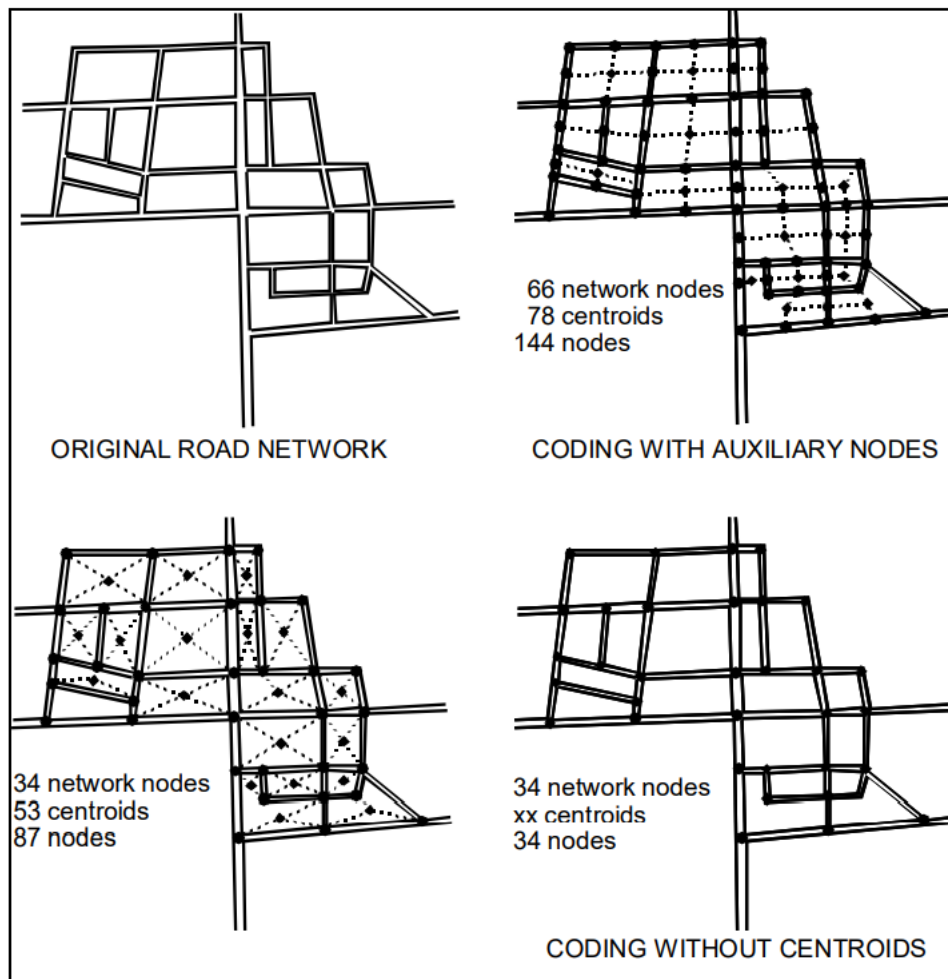 66 network nodes
78 centroids
144 nodes
ORIGINAL ROAD NETWORK
CODING WITH AUXILIARY NODES
34 network nodes
53 centroids
87 nodes
34 network nodes
xx centroids
34 nodes
CODING WITHOUT CENTROIDS